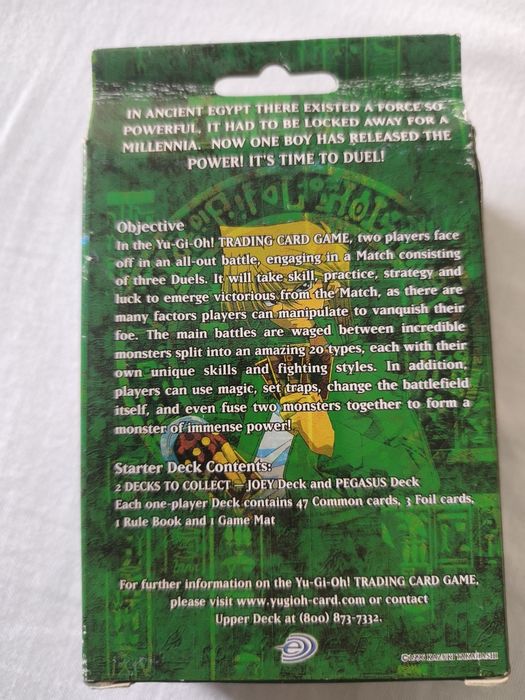 IN ANCIENT EGYPT THERE EXISTED A FORCE SO
POWERFUL, IT HAD TO BE LOCKED AWAY FOR A
MILLENNIA. NOW ONE BOY HAS RELEASED THE
POWER! IT'S TIME TO DUEL!
Objective
In the Yu-Gi-Oh! TRADING CARD GAME, two players face
off in an all-out battle, engaging in a Match consisting
of three Duels. It will take skill, practice, strategy and
luck to emerge victorious from the Match, as there are
many factors players can manipulate to vanquish their
foe. The main battles are waged between incredible
monsters split into an amazing 20 types, each with their
own unique skills and fighting styles. In addition,
players can use magic, set traps, change the battlefield
itself, and even fuse two monsters together to form a
monster of immense power!
Starter Deck Contents:
2 DECKS TO COLLECT — JOEY Deck and PEGASUS Deck
Each one-player Deck contains 47 Common cards, 3 Foil cards,
1 Rule Book and 1 Game Mat
For further information on the Yu-Gi-Oh! TRADING CARD GAME,
please visit www.yugioh-card.com or contact
Upper Deck at (800) 873-7332.
©1996 KAZUKI TAKAHASHI